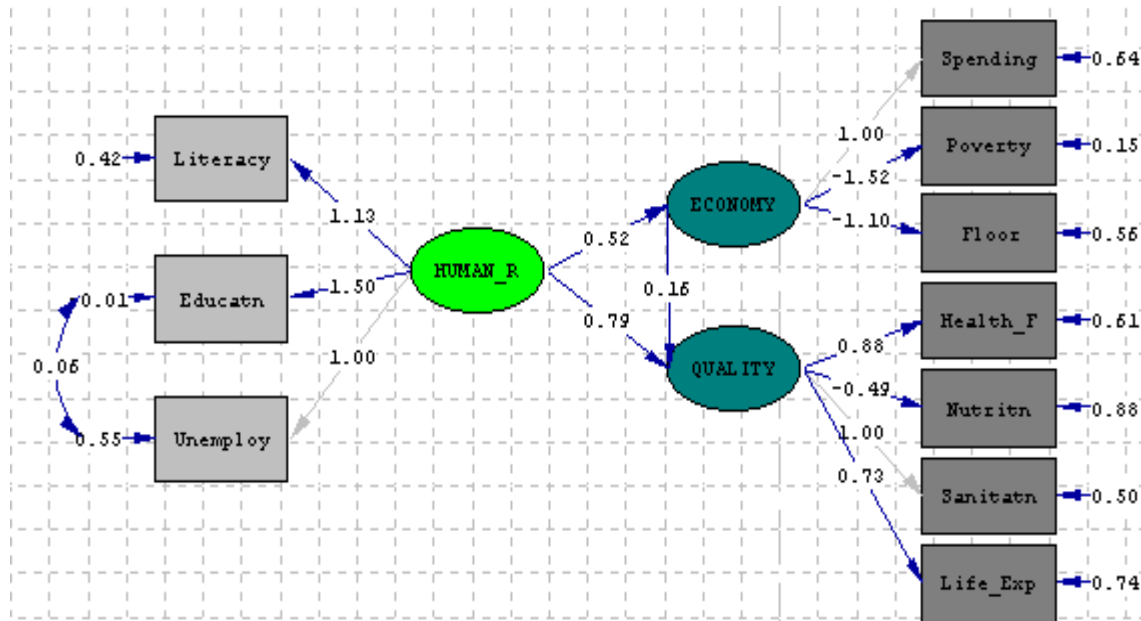 Spending
0.64
1.00
Poverty
0.15
-1.52
Literacy
0.42
ECONOMY
-1.10
Floor
0.56
1.13
0.52
HUMAN_R
Educatn
0.01
1.50
0.16
0.79
Health_F
0.61
0.88
0.06
1.00
QUALITY
-0.49
Nutritn
0.88
Unemploy
0.55
1.00
0.73
Sanitatn
0.50
Life_Exp
0.74